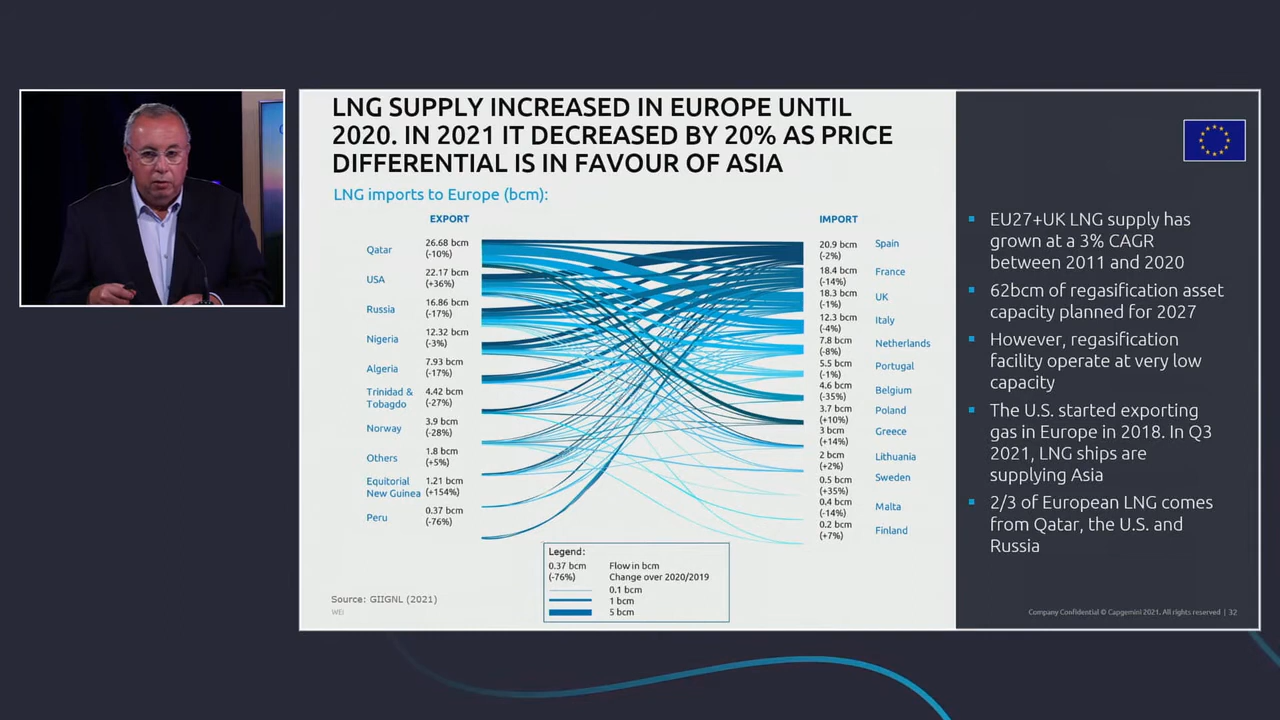 LNG SUPPLY INCREASED IN EUROPE UNTIL
2020. IN 2021 IT DECREASED BY 20% AS PRICE
DIFFERENTIAL IS IN FAVOUR OF ASIA
LNG imports to Europe (bcm):
EXPORT
Qatar
26.68 bcm
(-10%)
USA
22.17 bcm
(+36%)
Russia
16.86 bcm
(-17%)
Nigeria
12.32 bcm
(-3%)
Algeria
7.93 bcm
(-17%)
Trinidad &
Tobagdo
4.42 bcm
(-27%)
Norway
3.9 bcm
(-28%)
Others
1.8 bcm
(+5%)
Equitorial
New Guinea
1.21 bcm
(+154%)
Peru
0.37 bcm
(-76%)
IMPORT
20.9 bcm
(-2%)
Spain
18.4 bcm
(-14%)
France
18.3 bcm
(-1%)
UK
12.3 bcm
(-4%)
Italy
7.8 bcm
(-8%)
Netherlands
5.5 bcm
(-1%)
Portugal
4.6 bcm
(-35%)
Belgium
3.7 bcm
(+10%)
Poland
3 bcm
(+14%)
Greece
2 bcm
(+2%)
Lithuania
0.5 bcm
(+35%)
Sweden
0.4 bcm
(-14%)
Malta
0.2 bcm
(+7%)
Finland
Legend:
0.37 bcm Flow in bcm
(-76%) Change over 2020/2019
0.1 bcm
1 bcm
5 bcm
Source: GIIGNL (2021)
WEI
▪ EU27+UK LNG supply has
grown at a 3% CAGR
between 2011 and 2020
▪ 62bcm of regasification asset
capacity planned for 2027
▪ However, regasification
facility operate at very low
capacity
▪ The U.S. started exporting
gas in Europe in 2018. In Q3
2021, LNG ships are
supplying Asia
▪ 2/3 of European LNG comes
from Qatar, the U.S. and
Russia
Company Confidential © Capgemini 2021. All rights reserved | 32